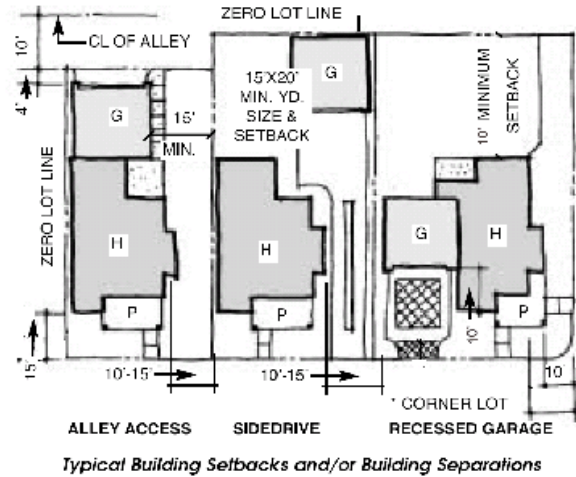 ZERO LOT LINE
CL OF ALLEY
10'
4'
G
15'
MIN.
15'X20'
MIN. YD.
SIZE &
SETBACK
G
10' MINIMUM
SETBACK
ZERO LOT LINE
H
H
G
H
P
P
P
15'
10'-15'
10'-15'
10'
10'
* CORNER LOT
ALLEY ACCESS
SIDEDRIVE
RECESSED GARAGE
Typical Building Setbacks and/or Building Separations